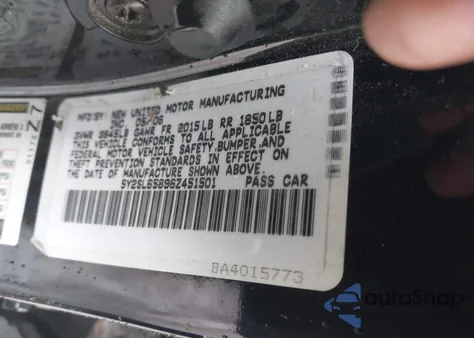 MFD BY: NEW UNITED MOTOR MANUFACTURING
INC
GVWR 3845LB GAWR FR 2015LB RR 1850LB
THIS VEHICLE CONFORMS TO ALL APPLICABLE
FEDERAL MOTOR VEHICLE SAFETY, BUMPER, AND
THEFT PREVENTION STANDARDS IN EFFECT ON
THE DATE OF MANUFACTURE SHOWN ABOVE.
5Y2SL65896Z451501 PASS CAR
BA4015773
autoSnap